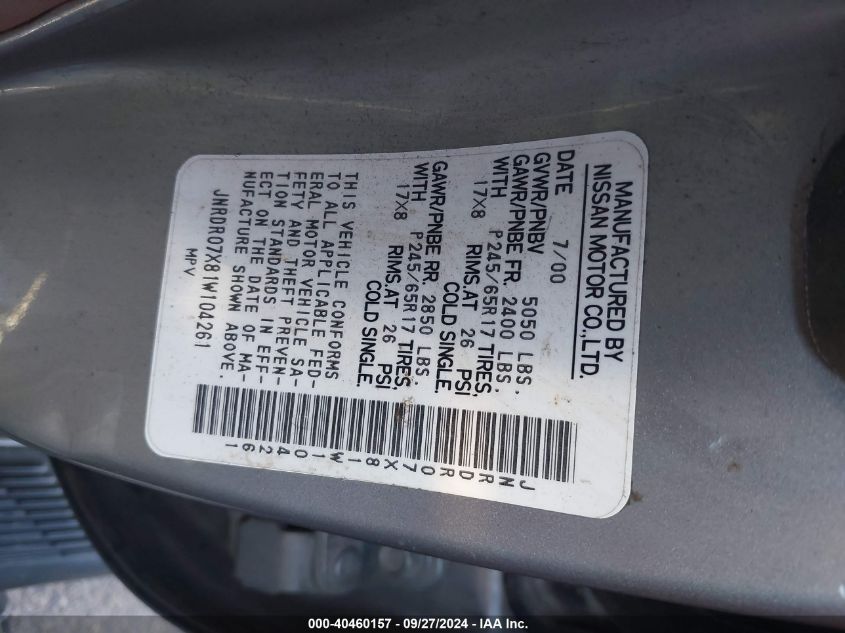 MANUFACTURED BY
NISSAN MOTOR CO.,LTD.
DATE 7/00
GVWR/PNBV 5050 LBS.
GAWR/PNBE FR. 2400 LBS.
WITH P245/65R17 TIRES,
17X8 RIMS.AT 26 PSI
COLD SINGLE.
GAWR/PNBE RR. 2850 LBS
WITH P245/65R17 TIRES,
17X8 RIMS.AT 26 PSI
COLD SINGLE.
THIS VEHICLE CONFORMS
TO ALL APPLICABLE FED-
ERAL MOTOR VEHICLE SA-
FETY AND THEFT PREVEN-
TION STANDARDS IN EFF-
ECT ON THE DATE OF MA-
NUFACTURE SHOWN ABOVE.
JNRDR07X81W104261
MPV
JNRDR07X81W104261
000-40460157 - 09/27/2024 - IAA Inc.